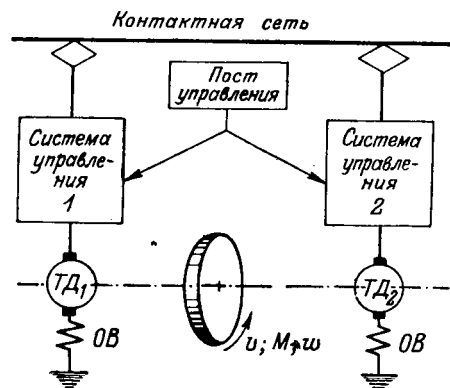 Контактная сеть
Пост
управления
Система
управле-
ния
1
Система
управле-
ния
2
ТД₁
ТД₂
ОВ
υ; М, ω
ОВ